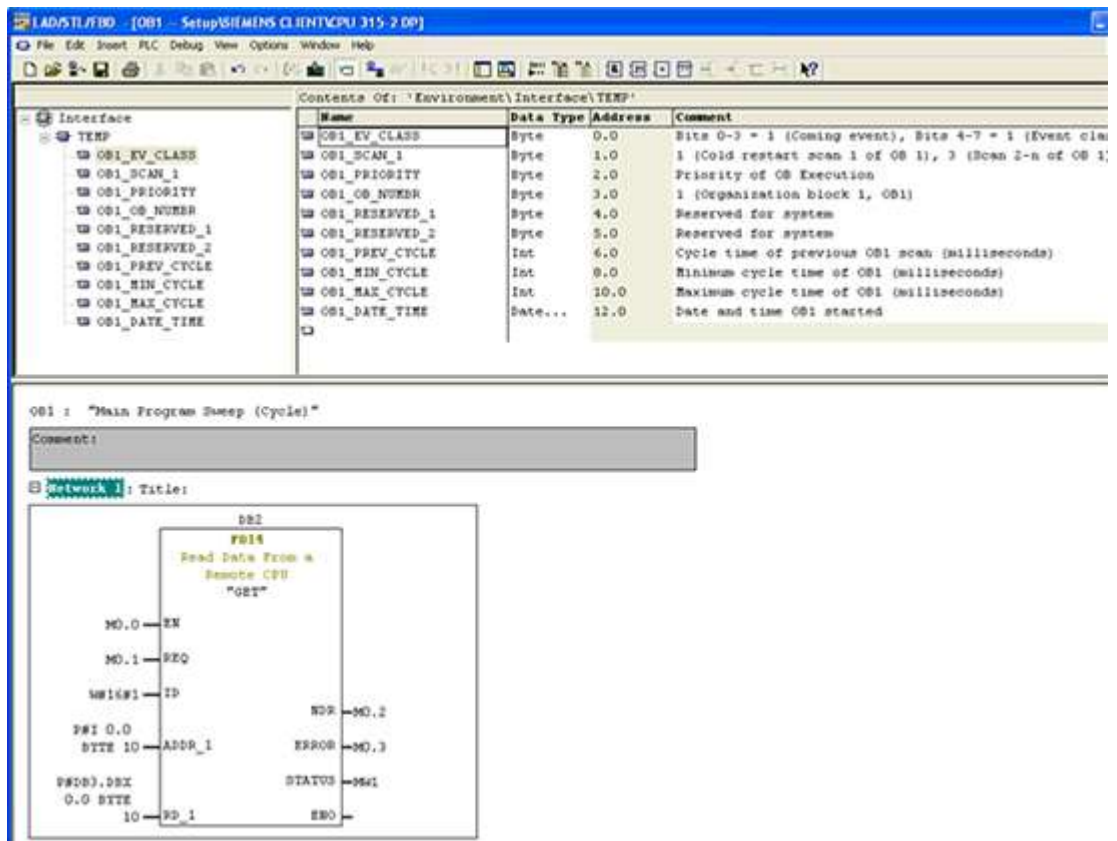 LAD/STL/FBD - [OB1 -- Setup\SIEMENS CLIENT\CPU 315-2 DP]
File Edit Insert PLC Debug View Options Window Help
Contents Of: 'Environment\Interface\TEMP'
Interface
TEMP
OB1_EV_CLASS
OB1_SCAN_1
OB1_PRIORITY
OB1_OB_NUMBR
OB1_RESERVED_1
OB1_RESERVED_2
OB1_PREV_CYCLE
OB1_MIN_CYCLE
OB1_MAX_CYCLE
OB1_DATE_TIME
Name Data Type Address Comment
OB1_EV_CLASS Byte 0.0 Bits 0-3 = 1 (Coming event), Bits 4-7 = 1 (Event clas
OB1_SCAN_1 Byte 1.0 1 (Cold restart scan 1 of OB 1), 3 (Scan 2-n of OB 1)
OB1_PRIORITY Byte 2.0 Priority of OB Execution
OB1_OB_NUMBR Byte 3.0 1 (Organization block 1, OB1)
OB1_RESERVED_1 Byte 4.0 Reserved for system
OB1_RESERVED_2 Byte 5.0 Reserved for system
OB1_PREV_CYCLE Int 6.0 Cycle time of previous OB1 scan (milliseconds)
OB1_MIN_CYCLE Int 8.0 Minimum cycle time of OB1 (milliseconds)
OB1_MAX_CYCLE Int 10.0 Maximum cycle time of OB1 (milliseconds)
OB1_DATE_TIME Date... 12.0 Date and time OB1 started
OB1 : "Main Program Sweep (Cycle)"
Comment:
Network 1: Title:
DB2
FB14
Read Data From a
Remote CPU
"GET"
M0.0 EN
M0.1 REQ
W#16#1 ID
NDR M0.2
P#I 0.0
BYTE 10 ADDR_1 ERROR M0.3
P#DB3.DBX STATUS MW1
0.0 BYTE
10 RD_1 ENO